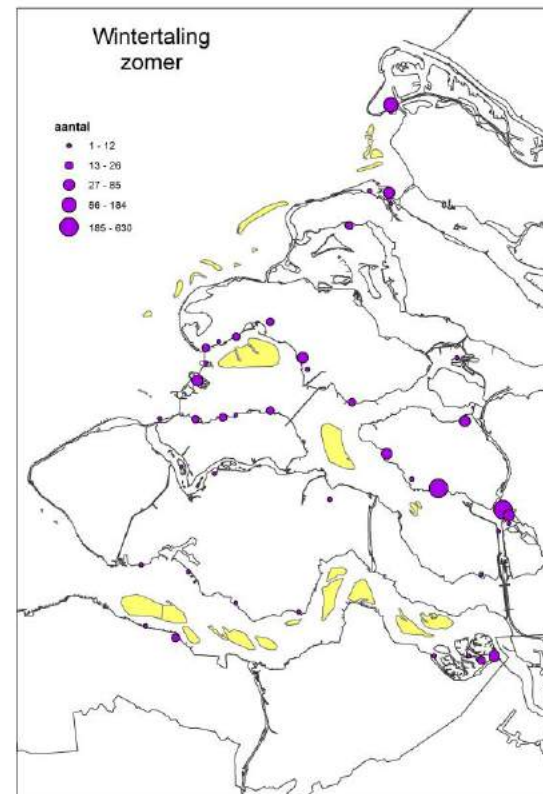 Wintertaling
zomer
aantal
1 - 12
13 - 26
27 - 85
86 - 184
185 - 630